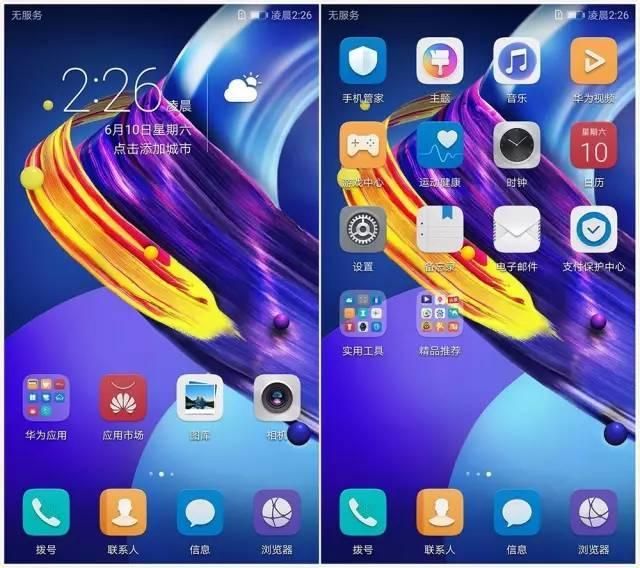 无服务
凌晨2:26
2:26 凌晨
6月10日星期六
点击添加城市
华为应用
应用市场
图库
相机
拨号
联系人
信息
浏览器
无服务
凌晨2:26
手机管家
主题
音乐
华为视频
游戏中心
运动健康
时钟
星期六
10
日历
设置
备忘录
电子邮件
支付保护中心
实用工具
精品推荐
拨号
联系人
信息
浏览器